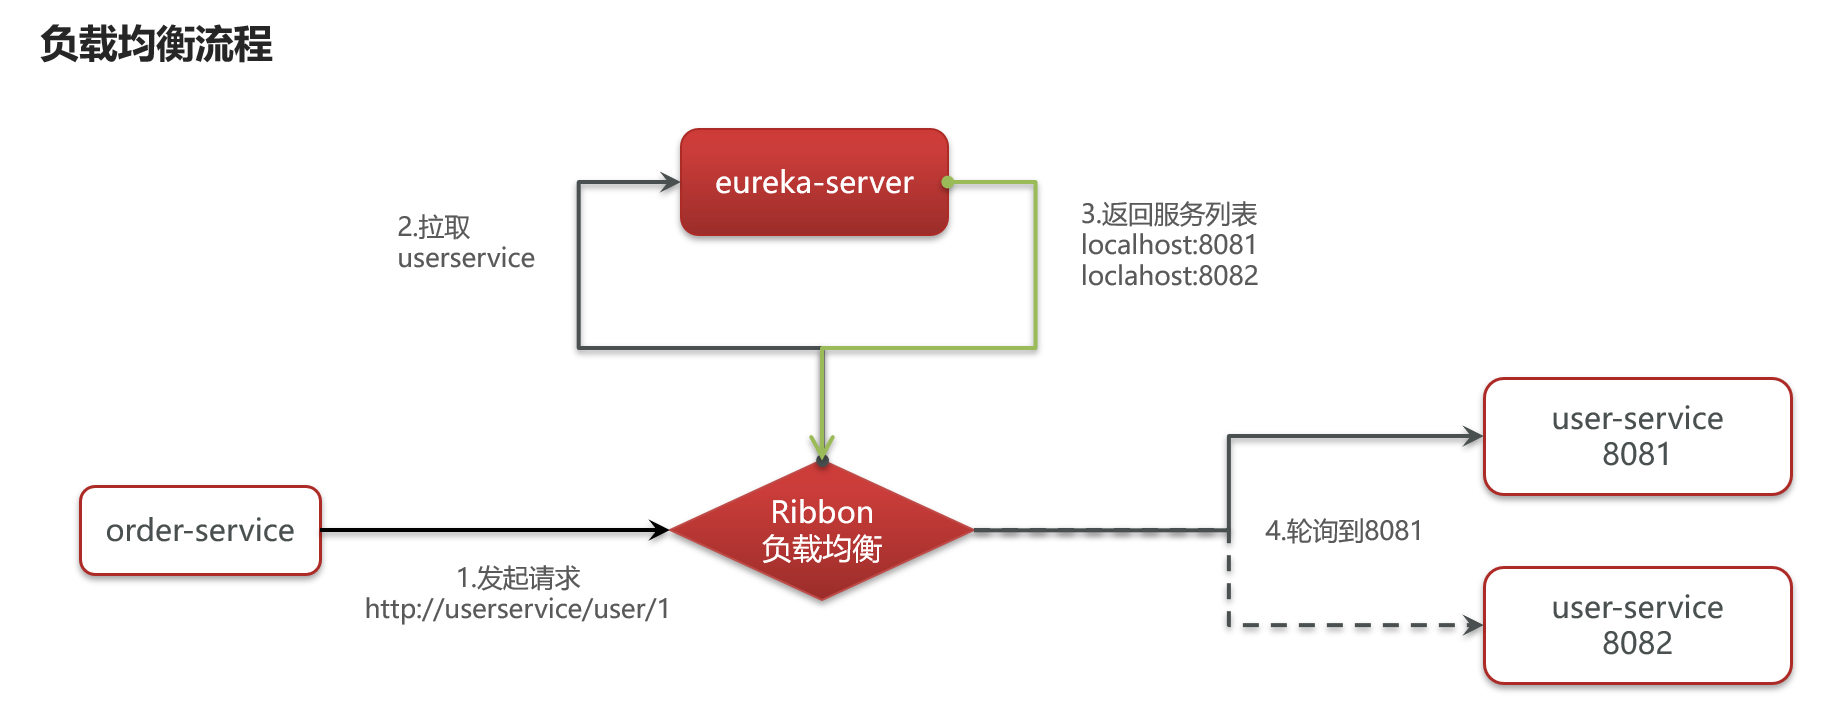 负载均衡流程
eureka-server
2.拉取
userservice
3.返回服务列表
localhost:8081
loclahost:8082
user-service
8081
order-service
Ribbon
负载均衡
4.轮询到8081
1.发起请求
http://userservice/user/1
user-service
8082